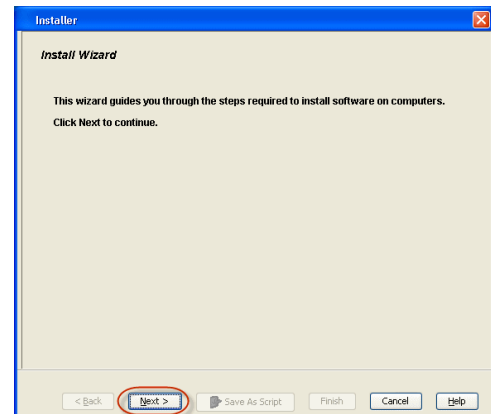 Installer
Install Wizard
This wizard guides you through the steps required to install software on computers.
Click Next to continue.
< Back
Next >
Save As Script
Finish
Cancel
Help